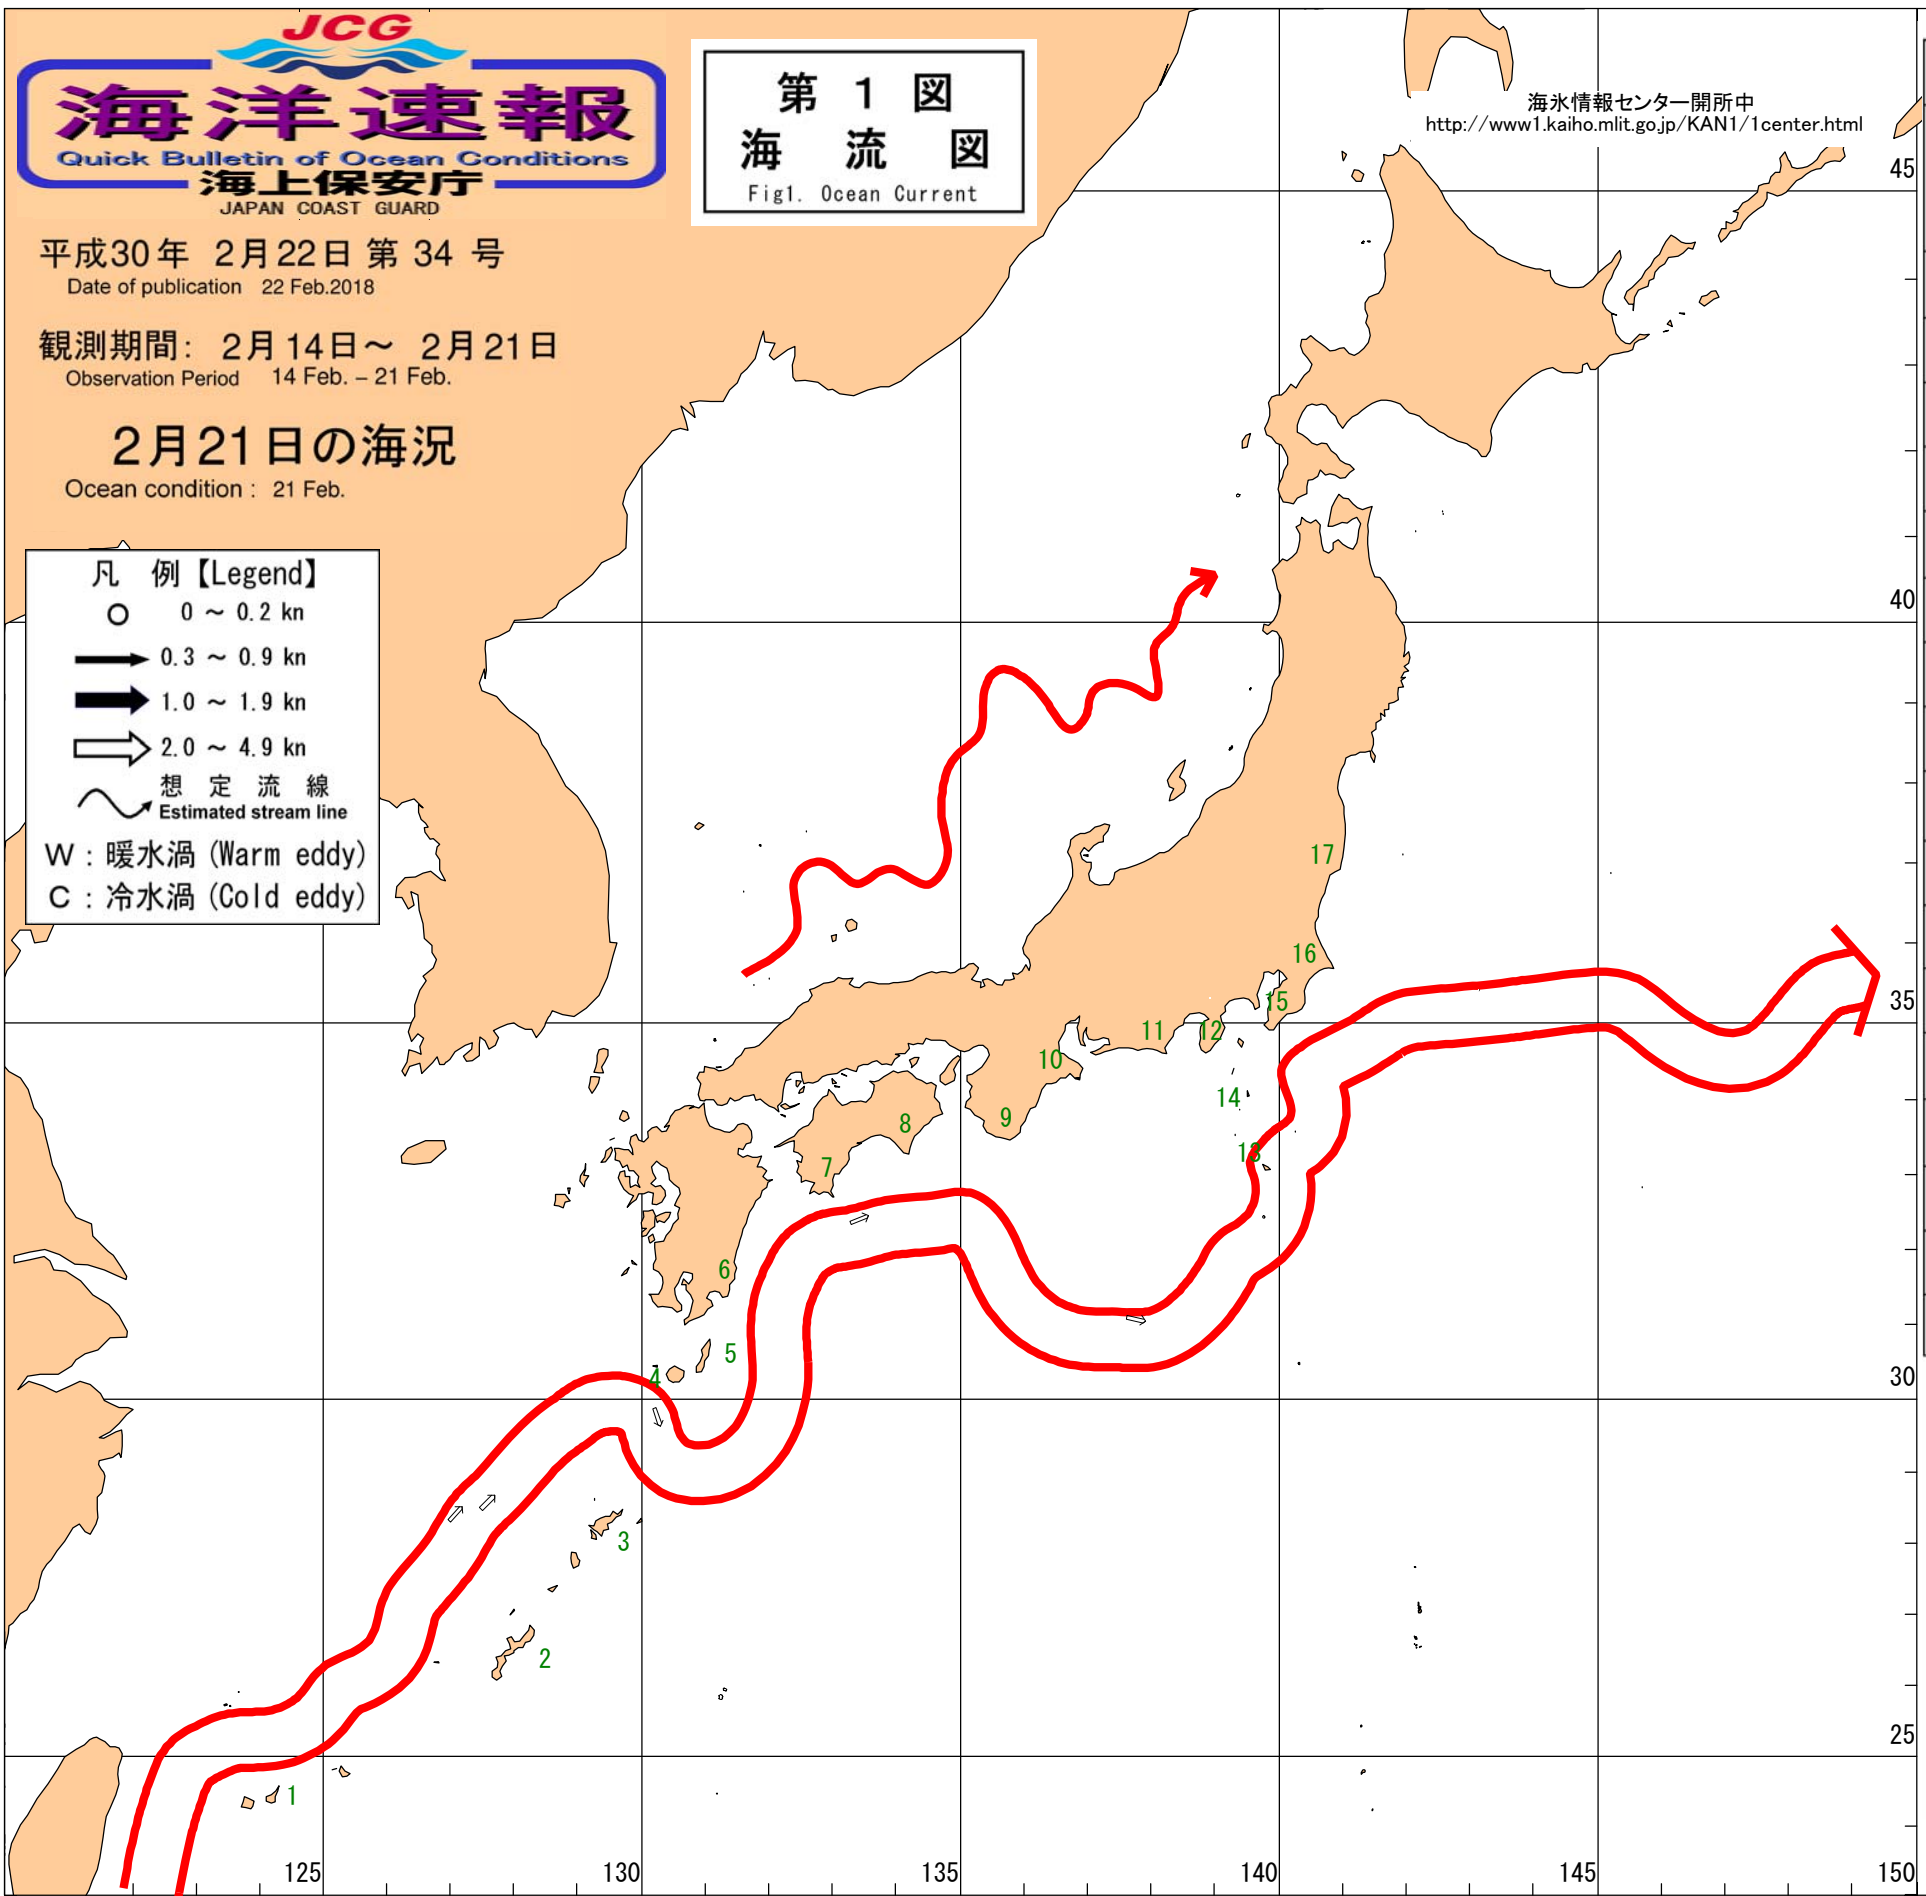 JCG
海洋速報
Quick Bulletin of Ocean Conditions
海上保安庁
JAPAN COAST GUARD
第 1 図
海 流 図
Fig1. Ocean Current
海氷情報センター開所中
http://www1.kaiho.mlit.go.jp/KAN1/1center.html
平成30年 2月22日 第 34 号
Date of publication 22 Feb.2018
観測期間: 2月14日～ 2月21日
Observation Period 14 Feb. – 21 Feb.
2月21日の海況
Ocean condition : 21 Feb.
凡 例【Legend】
0 ～ 0.2 kn
0.3 ～ 0.9 kn
1.0 ～ 1.9 kn
2.0 ～ 4.9 kn
想 定 流 線
Estimated stream line
W : 暖水渦 (Warm eddy)
C : 冷水渦 (Cold eddy)
45
40
17
16
35
15
11
12
10
14
9
8
13
7
6
5
4
30
3
2
25
1
125
130
135
140
145
150